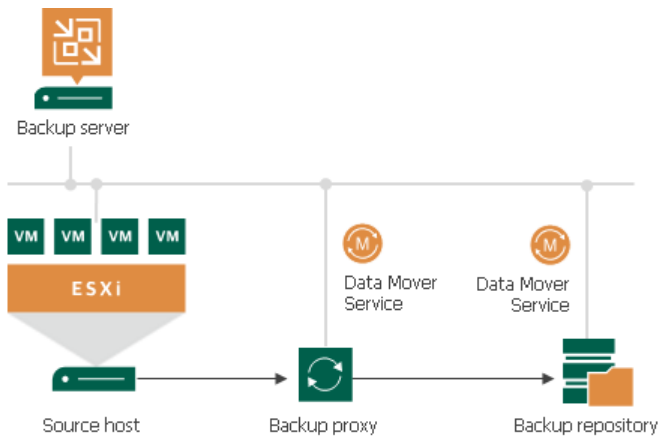 Backup server
VM VM VM VM
ESXi
M
M
Data Mover
Service
Data Mover
Service
Source host
Backup proxy
Backup repository